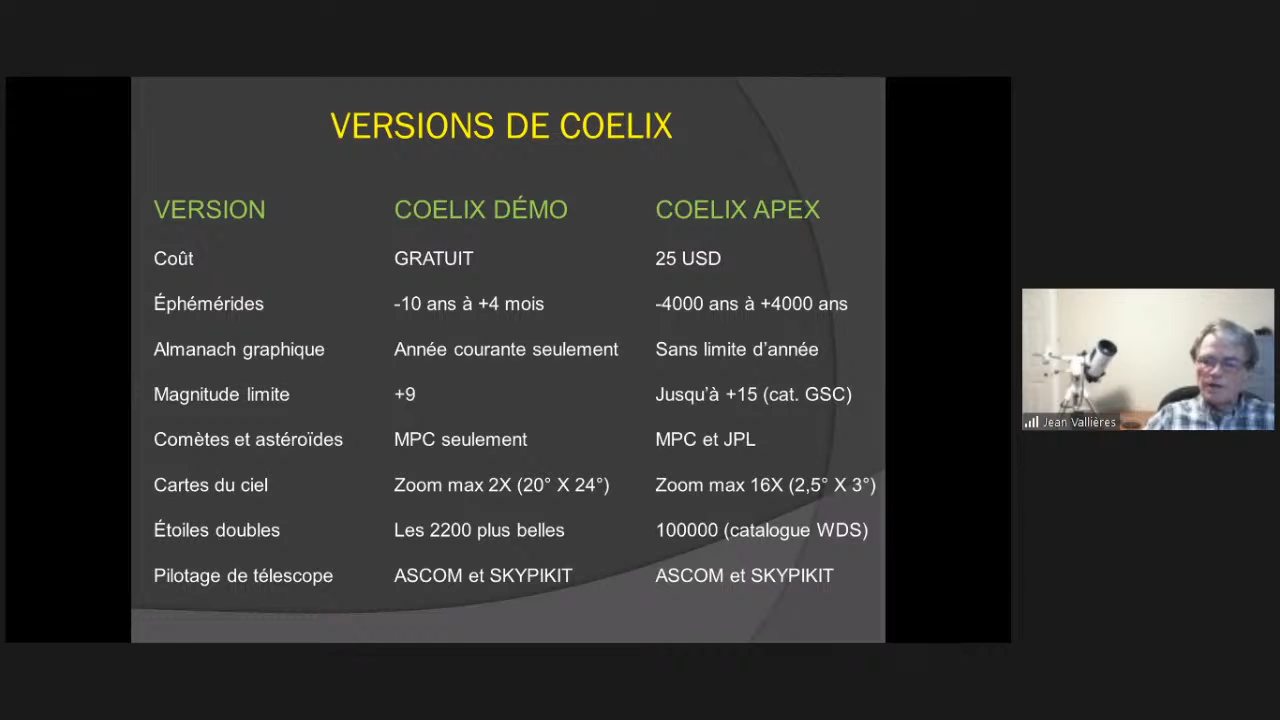 VERSIONS DE COELIX
VERSION COELIX DÉMO COELIX APEX
Coût GRATUIT 25 USD
Éphémérides -10 ans à +4 mois -4000 ans à +4000 ans
Almanach graphique Année courante seulement Sans limite d'année
Magnitude limite +9 Jusqu'à +15 (cat. GSC)
Comètes et astéroïdes MPC seulement MPC et JPL
Cartes du ciel Zoom max 2X (20° X 24°) Zoom max 16X (2,5° X 3°)
Étoiles doubles Les 2200 plus belles 100000 (catalogue WDS)
Pilotage de télescope ASCOM et SKYPIKIT ASCOM et SKYPIKIT
Jean Vallières